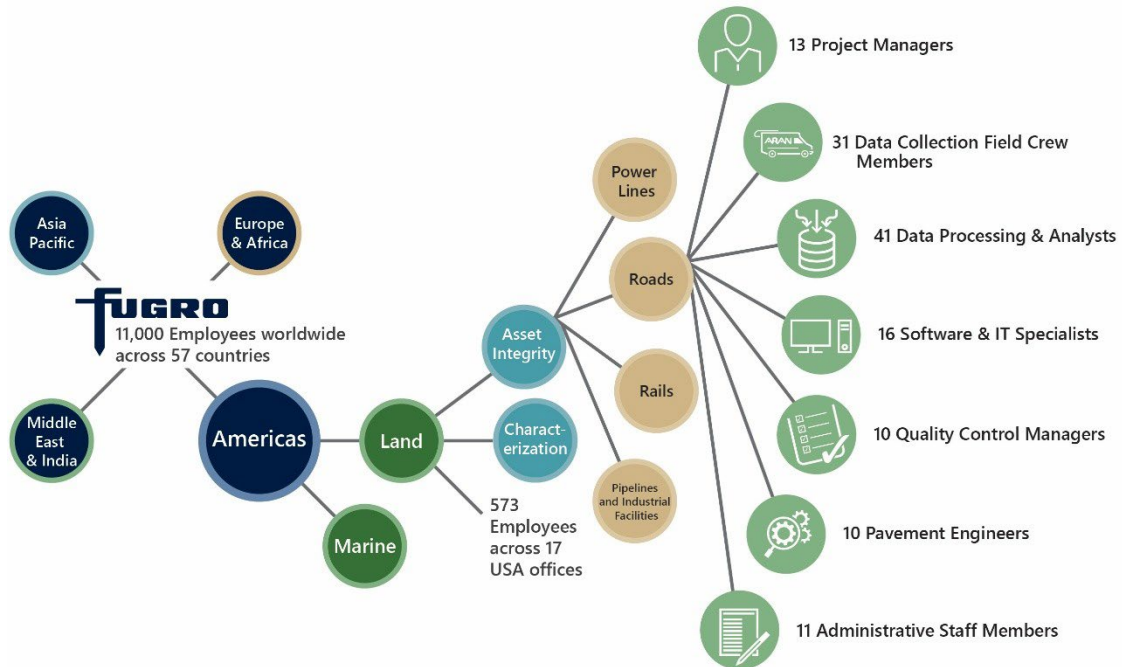 13 Project Managers
ARAN
31 Data Collection Field Crew
Members
Power
Lines
Asia
Pacific
Europe
& Africa
41 Data Processing & Analysts
FUGRO
11,000 Employees worldwide
across 57 countries
Roads
Asset
Integrity
16 Software & IT Specialists
Rails
Middle
East
& India
Americas
Land
Charact-
erization
10 Quality Control Managers
Pipelines
and Industrial
Facilities
573
Employees
across 17
USA offices
Marine
10 Pavement Engineers
11 Administrative Staff Members